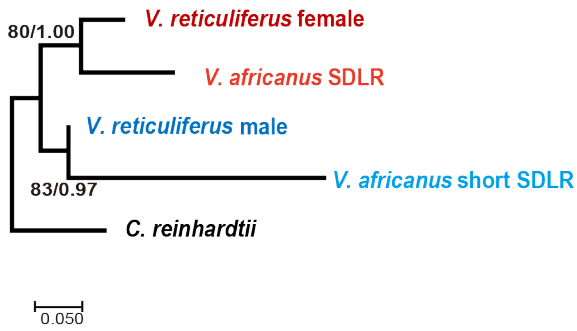 V. reticuliferus female
80/1.00
V. africanus SDLR
V. reticuliferus male
V. africanus short SDLR
83/0.97
C. reinhardtii
0.050